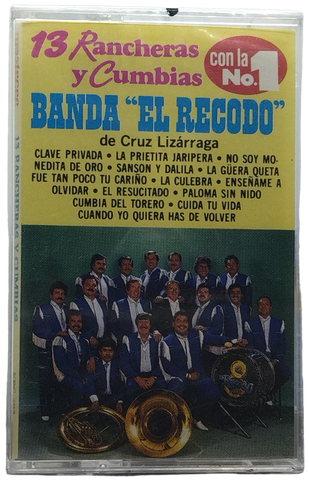 13 Rancheras
y Cumbias
con la
No. 1
BANDA "EL RECODO"
de Cruz Lizárraga
CLAVE PRIVADA • LA PRIETITA JARIPERA • NO SOY MO-
NEDITA DE ORO • SANSON Y DALILA • LA GÜERA QUETA
FUE TAN POCO TU CARIÑO • LA CULEBRA • ENSEÑAME A
OLVIDAR • EL RESUCITADO • PALOMA SIN NIDO
CUMBIA DEL TORERO • CUIDA TU VIDA
CUANDO YO QUIERA HAS DE VOLVER
13 RANCHERAS Y CUMBIAS